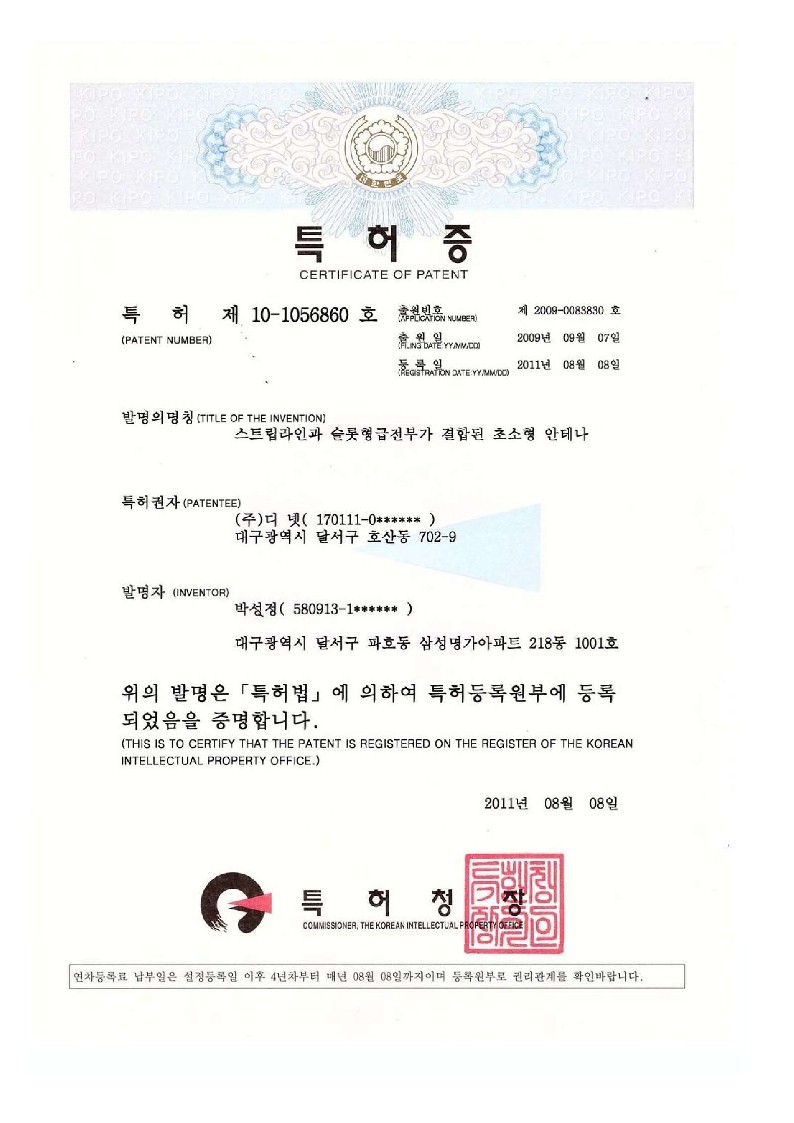 대한민국
특 허 증
CERTIFICATE OF PATENT
특 허 제 10-1056860 호
(PATENT NUMBER)
출원번호 제 2009-0083830 호
(APPLICATION NUMBER)
출 원 일 2009년 09월 07일
(FILING DATE:YY/MM/DD)
등 록 일 2011년 08월 08일
(REGISTRATION DATE:YY/MM/DD)
발명의명칭 (TITLE OF THE INVENTION)
스트립라인과 슬롯형급전부가 결합된 초소형 안테나
특허권자 (PATENTEE)
(주)디 넷( 170111-0****** )
대구광역시 달서구 호산동 702-9
발명자 (INVENTOR)
박설정( 580913-1****** )
대구광역시 달서구 파호동 삼성명가아파트 218동 1001호
위의 발명은 「특허법」에 의하여 특허등록원부에 등록
되었음을 증명합니다.
(THIS IS TO CERTIFY THAT THE PATENT IS REGISTERED ON THE REGISTER OF THE KOREAN
INTELLECTUAL PROPERTY OFFICE.)
2011년 08월 08일
특 허 청 장
COMMISSIONER, THE KOREAN INTELLECTUAL PROPERTY OFFICE
연차등록료 납부일은 설정등록일 이후 4년차부터 매년 08월 08일까지이며 등록원부로 권리관계를 확인바랍니다.